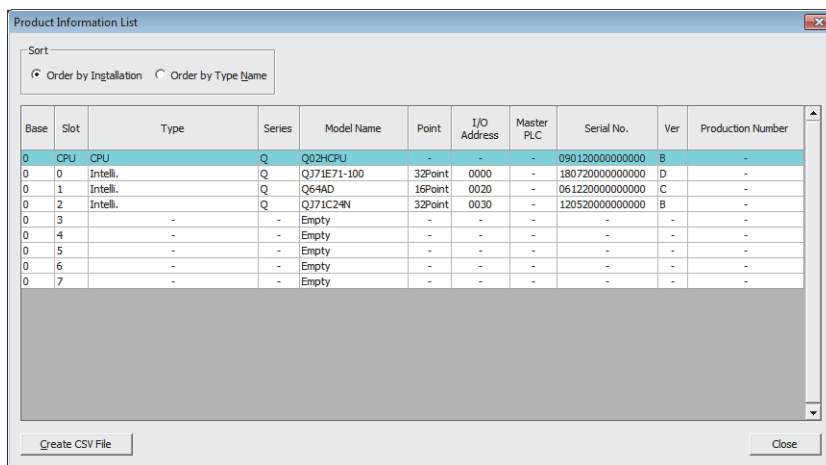 Product Information List
Sort
Order by Installation Order by Type Name
Base Slot Type Series Model Name Point I/O Address Master PLC Serial No. Ver Production Number
0 CPU CPU Q Q02HCPU - - - 090120000000000 B -
0 0 Intelli. Q QJ71E71-100 32Point 0000 - 180720000000000 D -
0 1 Intelli. Q Q64AD 16Point 0020 - 061220000000000 C -
0 2 Intelli. Q QJ71C24N 32Point 0030 - 120520000000000 B -
0 3 - - Empty - - - - - -
0 4 - - Empty - - - - - -
0 5 - - Empty - - - - - -
0 6 - - Empty - - - - - -
0 7 - - Empty - - - - - -
Create CSV File Close